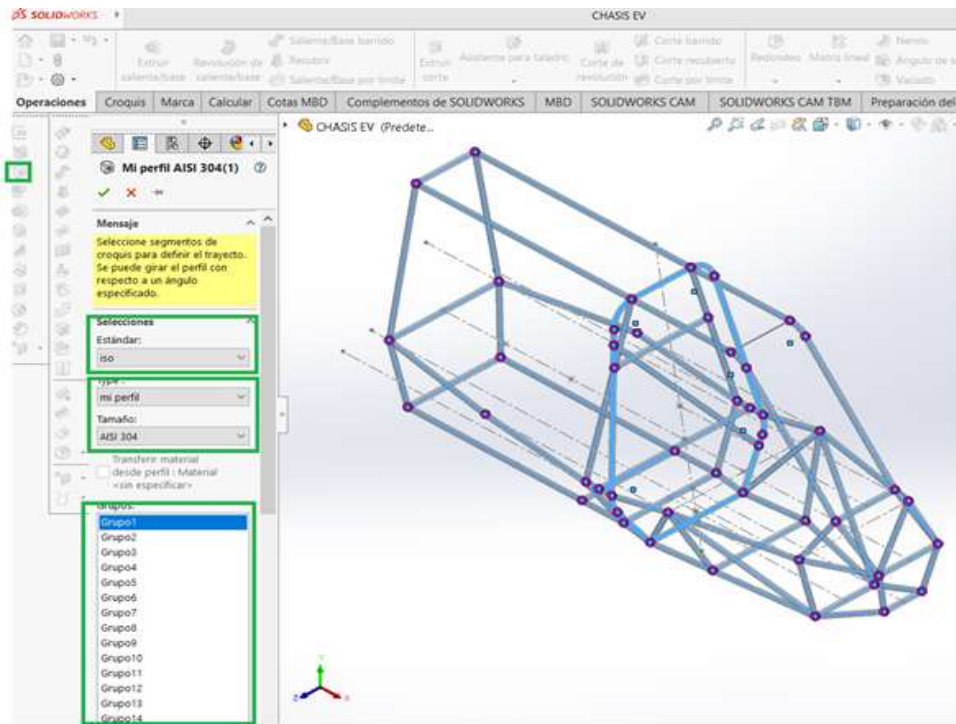 SOLIDWORKS
CHASIS EV
Extruir saliente/base
Revolución de saliente/base
Saliente/Base barrido
Recubrir
Saliente/Base por límite
Extruir corte
Asistente para taladro
Corte de revolución
Corte barrido
Corte recubierto
Corte por límite
Redondeo
Matriz lineal
Nervio
Ángulo de s
Vaciado
Operaciones
Croquis
Marca
Calcular
Cotas MBD
Complementos de SOLIDWORKS
MBD
SOLIDWORKS CAM
SOLIDWORKS CAM TBM
Preparación del
CHASIS EV (Predete...
Mi perfil AISI 304(1)
Mensaje
Seleccione segmentos de
croquis para definir el trayecto.
Se puede girar el perfil con
respecto a un ángulo
especificado.
Selecciones
Estándar:
iso
Type :
mi perfil
Tamaño:
AISI 304
Transferir material
desde perfil : Material
<sin especificar>
Grupos:
Grupo1
Grupo2
Grupo3
Grupo4
Grupo5
Grupo6
Grupo7
Grupo8
Grupo9
Grupo10
Grupo11
Grupo12
Grupo13
Grupo14